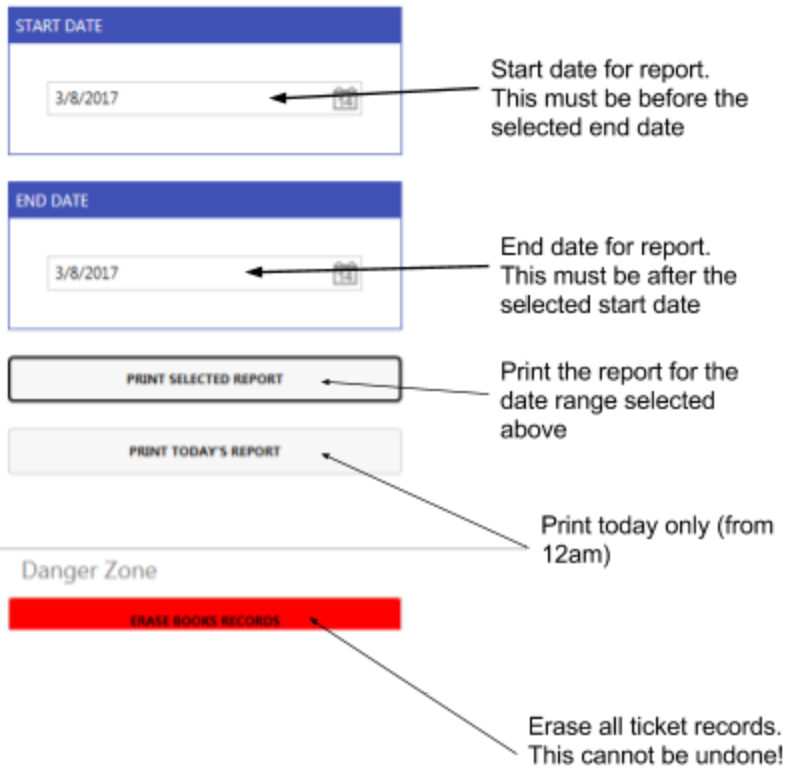 START DATE
3/8/2017
14
Start date for report.
This must be before the
selected end date
END DATE
3/8/2017
14
End date for report.
This must be after the
selected start date
PRINT SELECTED REPORT
Print the report for the
date range selected
above
PRINT TODAY'S REPORT
Print today only (from
12am)
Danger Zone
ERASE BOOKS RECORDS
Erase all ticket records.
This cannot be undone!